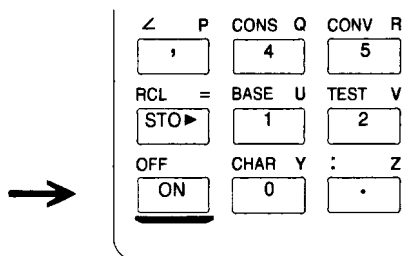 ∠ P CONS Q CONV R
, 4 5
RCL = BASE U TEST V
STO► 1 2
OFF CHAR Y : Z
ON 0 .